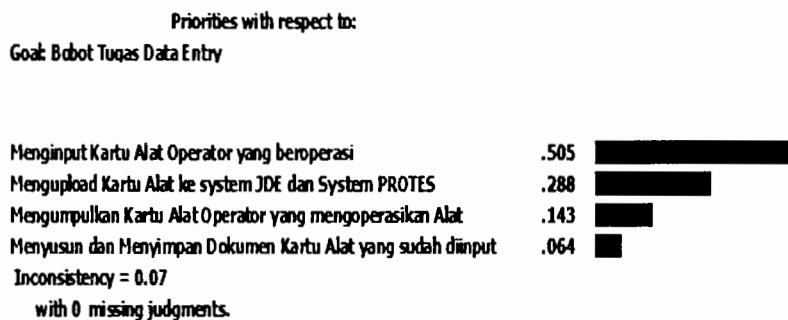 Priorities with respect to:
Goal: Bobot Tugas Data Entry
Menginput Kartu Alat Operator yang beroperasi .505
Mengupload Kartu Alat ke system JDE dan System PROTES .288
Mengumpulkan Kartu Alat Operator yang mengoperasikan Alat .143
Menyusun dan Menyimpan Dokumen Kartu Alat yang sudah diinput .064
Inconsistency = 0.07
with 0 missing judgments.